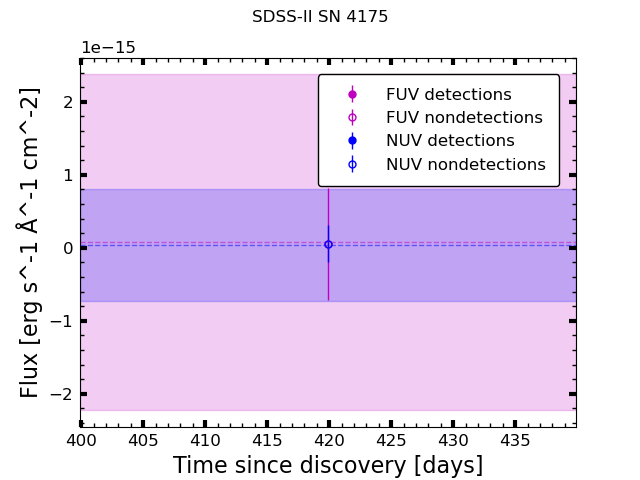 SDSS-II SN 4175
1e−15
FUV detections
FUV nondetections
NUV detections
NUV nondetections
2
1
0
−1
−2
Flux [erg s^-1 Å^-1 cm^-2]
400 405 410 415 420 425 430 435
Time since discovery [days]